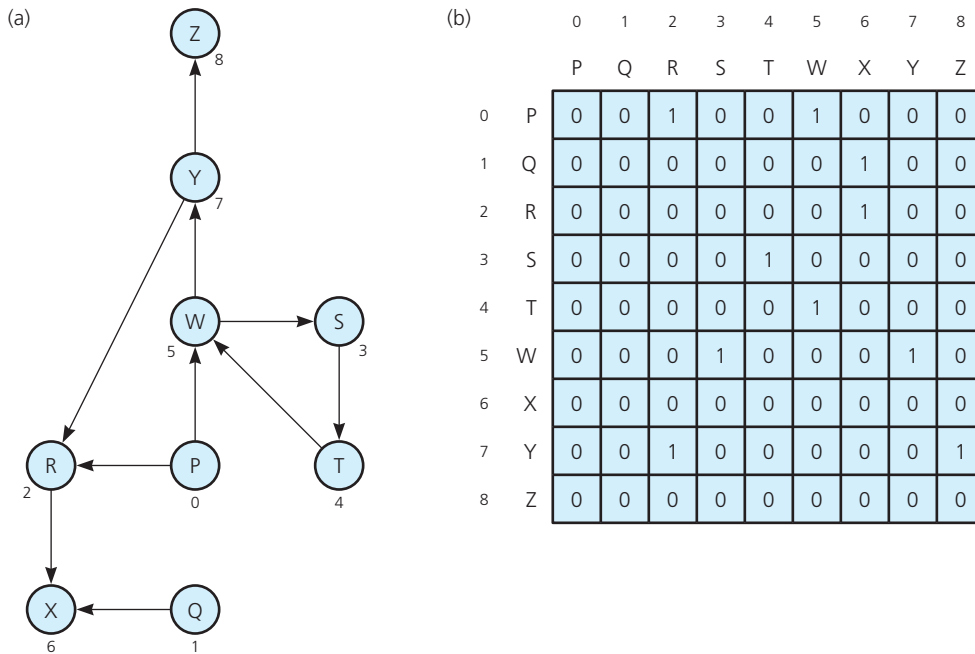 (a)
Z
8
Y
7
W
5
S
3
R
2
P
0
T
4
X
6
Q
1
(b)
0 1 2 3 4 5 6 7 8
P Q R S T W X Y Z
0 P 0 0 1 0 0 1 0 0 0
1 Q 0 0 0 0 0 0 1 0 0
2 R 0 0 0 0 0 0 1 0 0
3 S 0 0 0 0 1 0 0 0 0
4 T 0 0 0 0 0 1 0 0 0
5 W 0 0 0 1 0 0 0 1 0
6 X 0 0 0 0 0 0 0 0 0
7 Y 0 0 1 0 0 0 0 0 1
8 Z 0 0 0 0 0 0 0 0 0